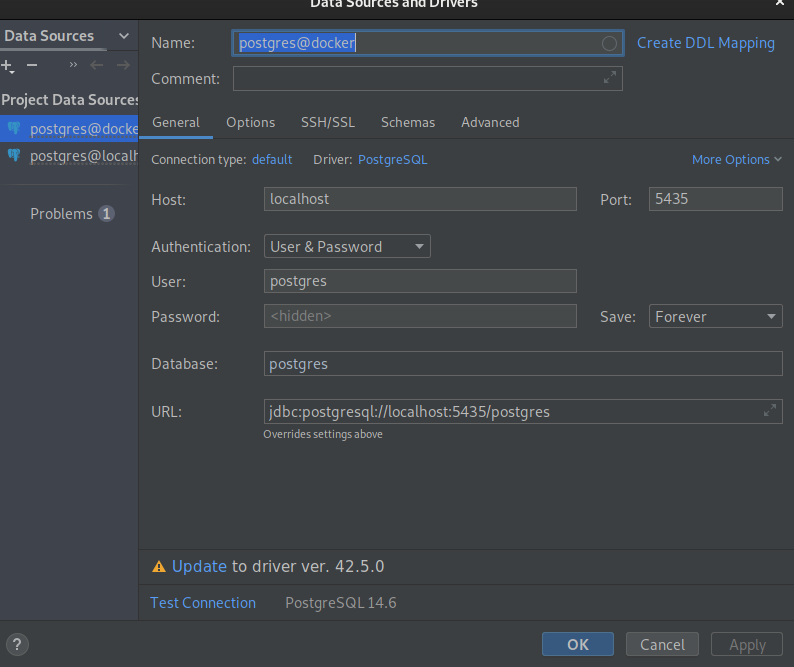 Data Sources and Drivers
Data Sources
Name: postgres@docker Create DDL Mapping
Comment:
Project Data Sources
postgres@docke
postgres@localh
Problems 1
General Options SSH/SSL Schemas Advanced
Connection type: default Driver: PostgreSQL More Options
Host: localhost Port: 5435
Authentication: User & Password
User: postgres
Password: <hidden> Save: Forever
Database: postgres
URL: jdbc:postgresql://localhost:5435/postgres
Overrides settings above
Update to driver ver. 42.5.0
Test Connection PostgreSQL 14.6
? OK Cancel Apply